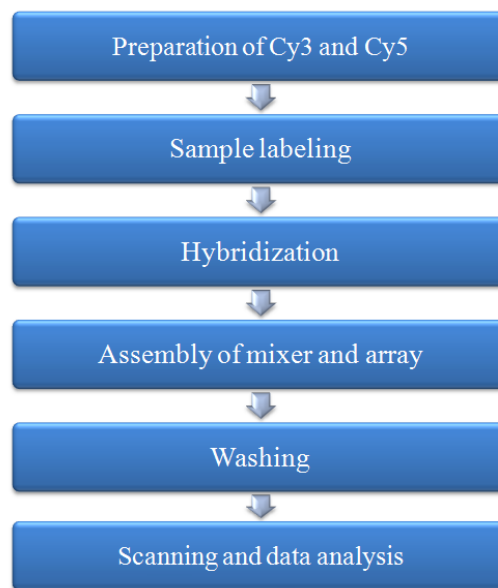 Preparation of Cy3 and Cy5
Sample labeling
Hybridization
Assembly of mixer and array
Washing
Scanning and data analysis